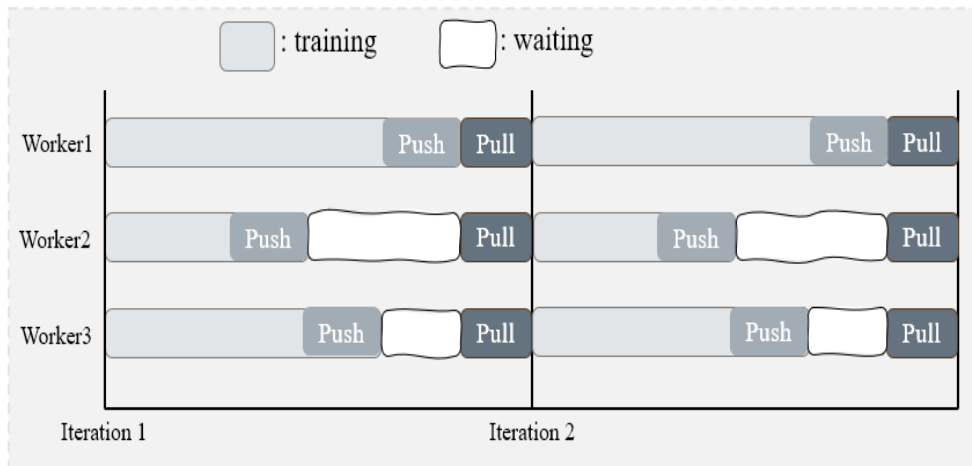 : training : waiting
Worker1 Push Pull Push Pull
Worker2 Push Pull Push Pull
Worker3 Push Pull Push Pull
Iteration 1 Iteration 2